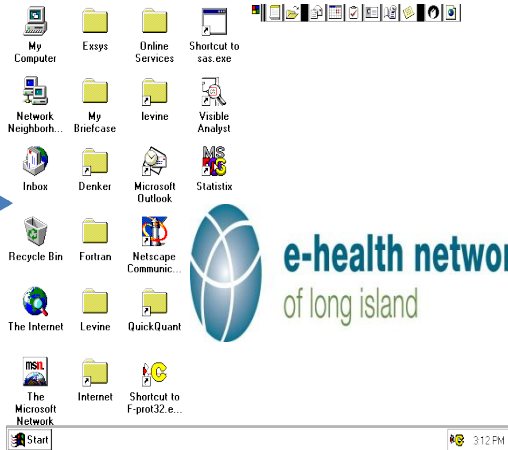 My
Computer
Exsys
Online
Services
Shortcut to
sas.exe
Network
Neighborh...
My
Briefcase
levine
Visible
Analyst
Inbox
Denker
Microsoft
Outlook
MS
Statistix
Recycle Bin
Fortran
Netscape
Communic...
e-health networ
of long island
The Internet
Levine
QuickQuant
msn
The
Microsoft
Network
Internet
Shortcut to
F-prot32.e...
Start
3:12 PM